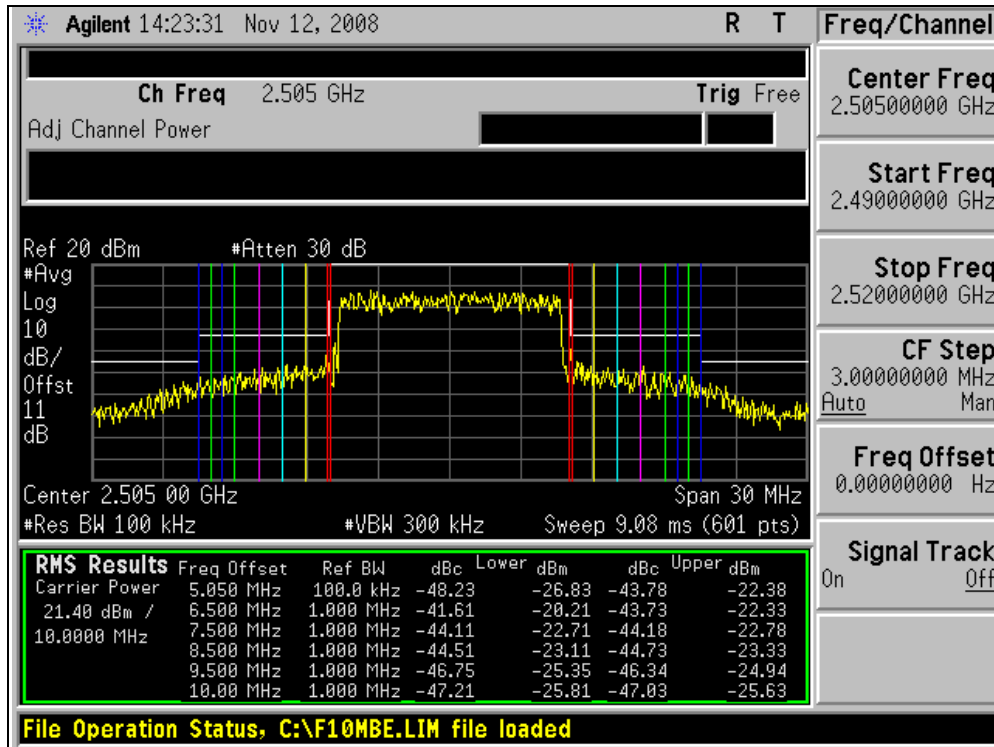 Agilent 14:23:31 Nov 12, 2008 R T
Freq/Channel
Ch Freq 2.505 GHz Trig Free
Adj Channel Power
Center Freq
2.50500000 GHz
Start Freq
2.49000000 GHz
Stop Freq
2.52000000 GHz
CF Step
3.00000000 MHz
Auto Man
Freq Offset
0.00000000 Hz
Signal Track
On Off
Ref 20 dBm #Atten 30 dB
#Avg
Log
10
dB/
Offst
11
dB
Center 2.505 00 GHz Span 30 MHz
#Res BW 100 kHz #VBW 300 kHz Sweep 9.08 ms (601 pts)
RMS Results Freq Offset Ref BW dBc Lower dBm dBc Upper dBm
Carrier Power 5.050 MHz 100.0 kHz -48.23 -26.83 -43.78 -22.38
21.40 dBm / 6.500 MHz 1.000 MHz -41.61 -20.21 -43.73 -22.33
10.0000 MHz 7.500 MHz 1.000 MHz -44.11 -22.71 -44.18 -22.78
8.500 MHz 1.000 MHz -44.51 -23.11 -44.73 -23.33
9.500 MHz 1.000 MHz -46.75 -25.35 -46.34 -24.94
10.00 MHz 1.000 MHz -47.21 -25.81 -47.03 -25.63
File Operation Status, C:\F10MBE.LIM file loaded